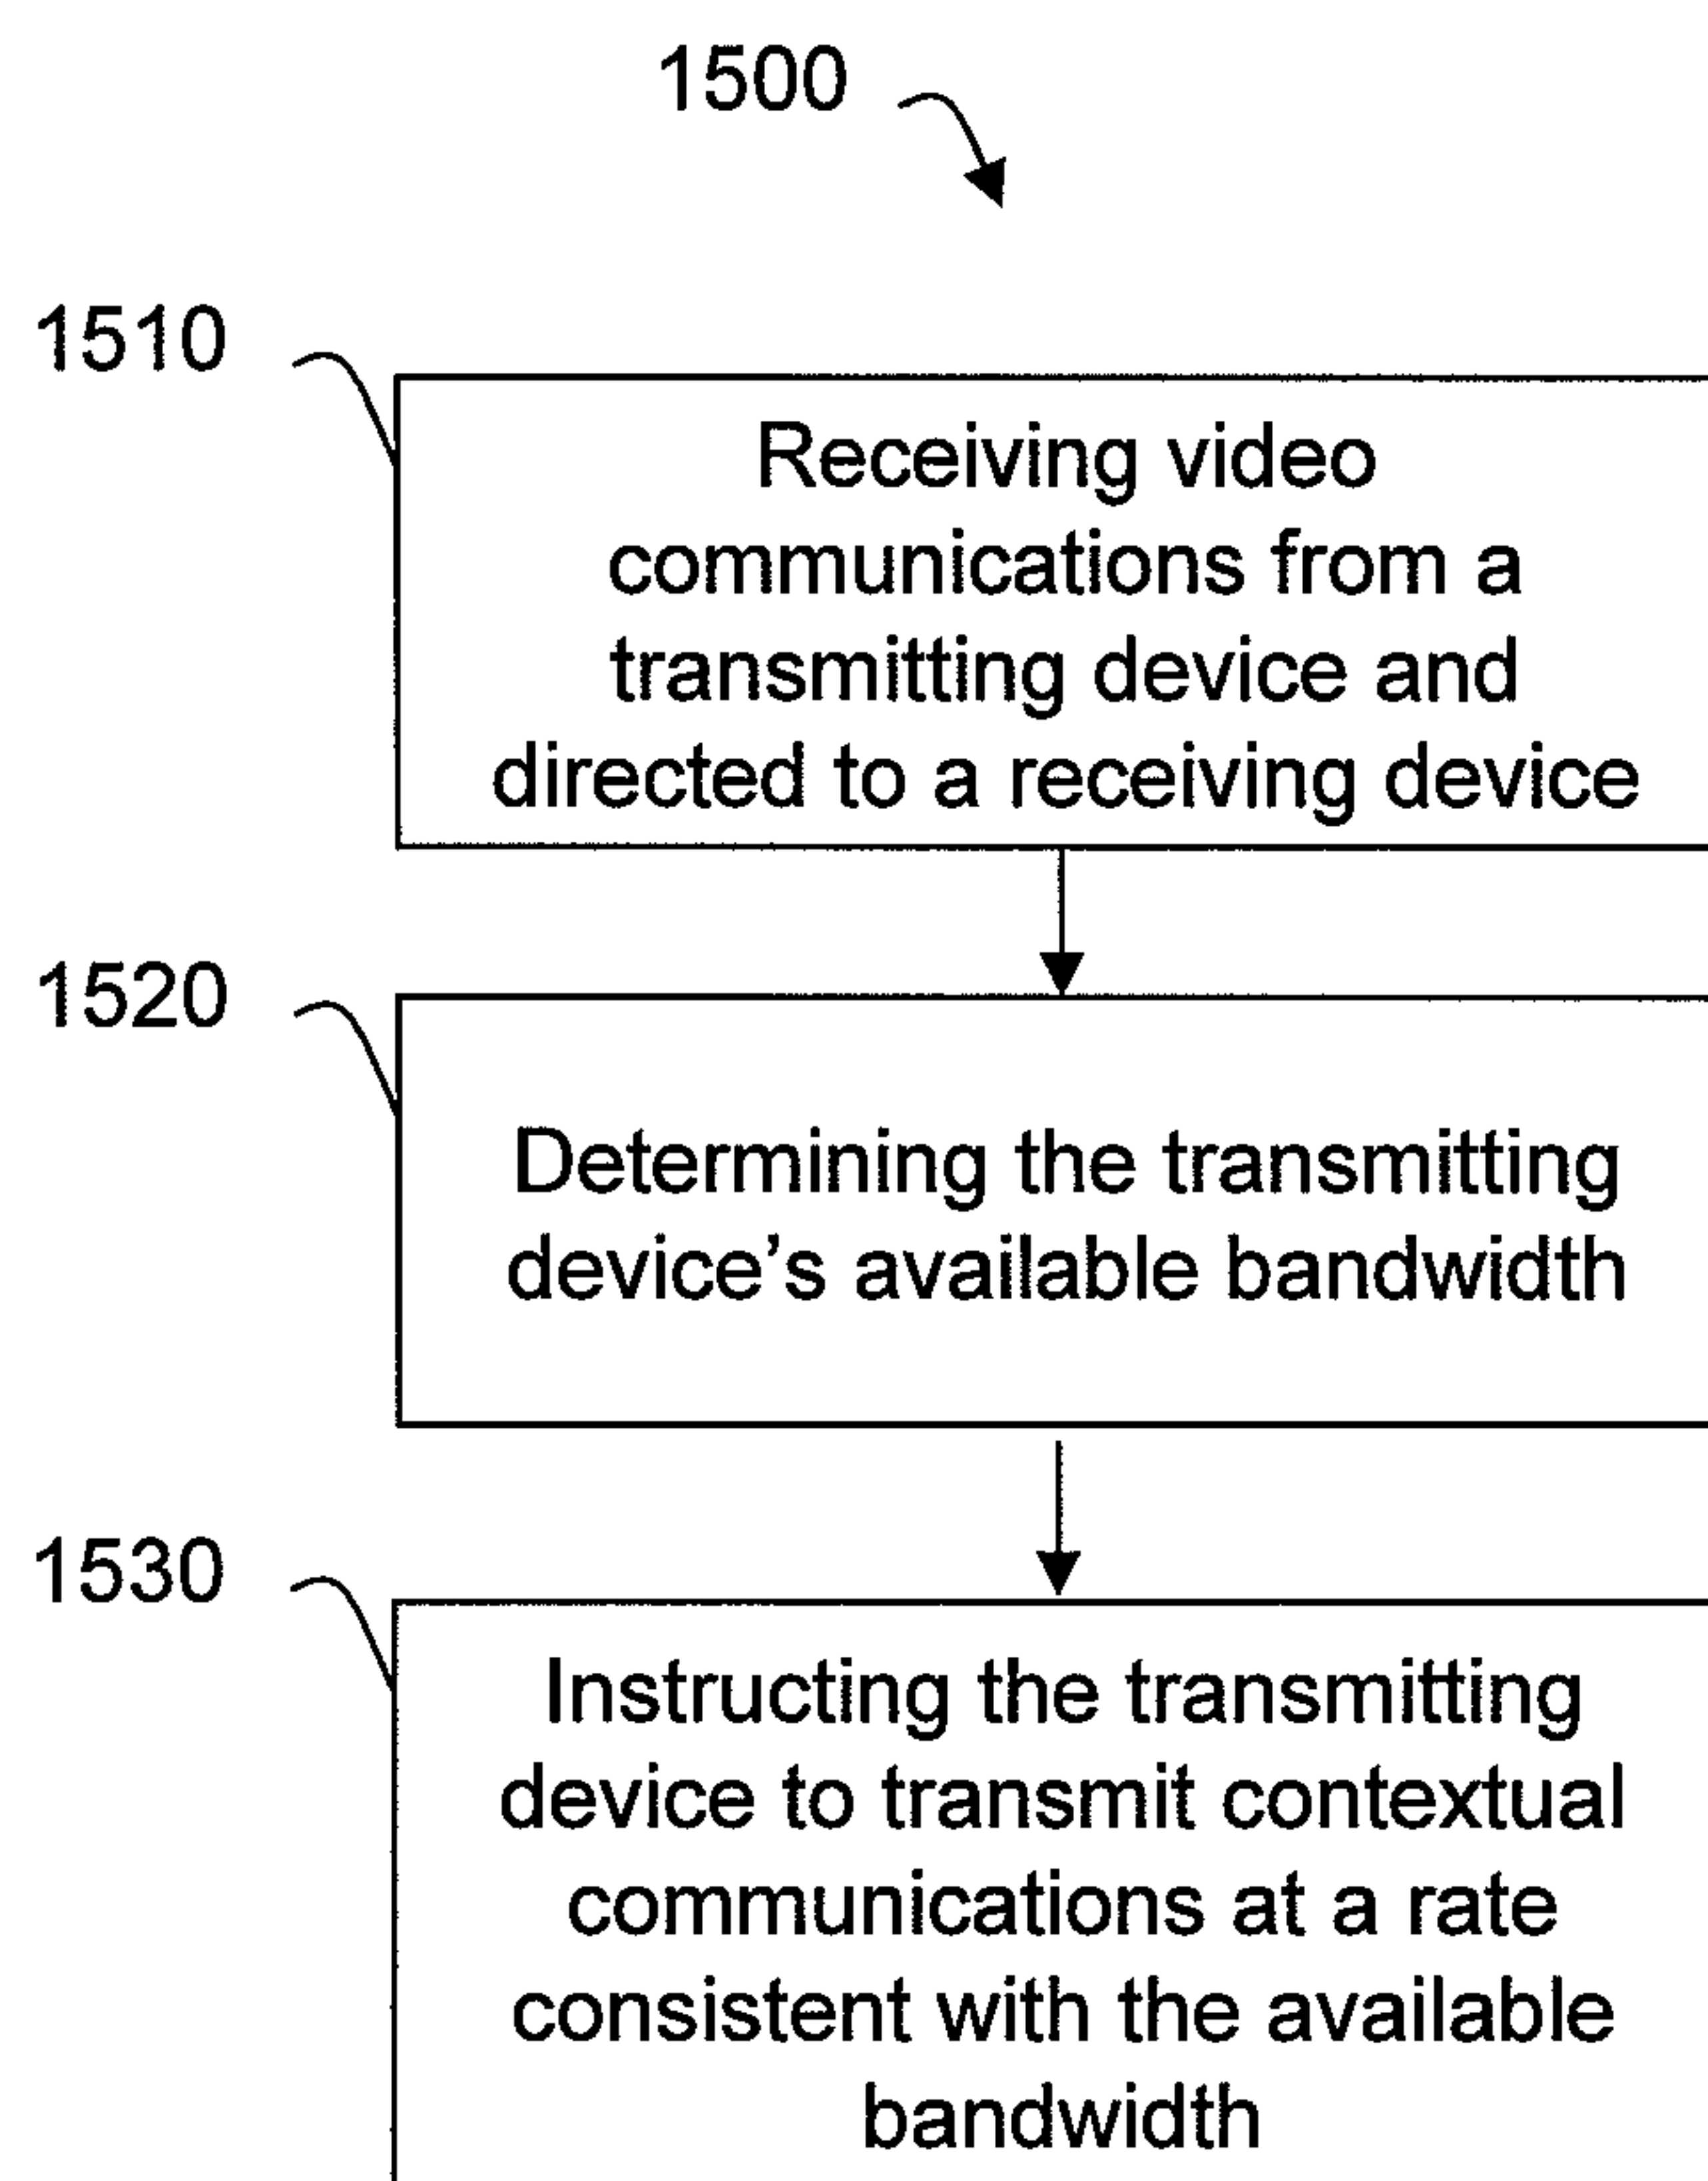 1500
1510
Receiving video
communications from a
transmitting device and
directed to a receiving device
1520
Determining the transmitting
device’s available bandwidth
1530
Instructing the transmitting
device to transmit contextual
communications at a rate
consistent with the available
bandwidth